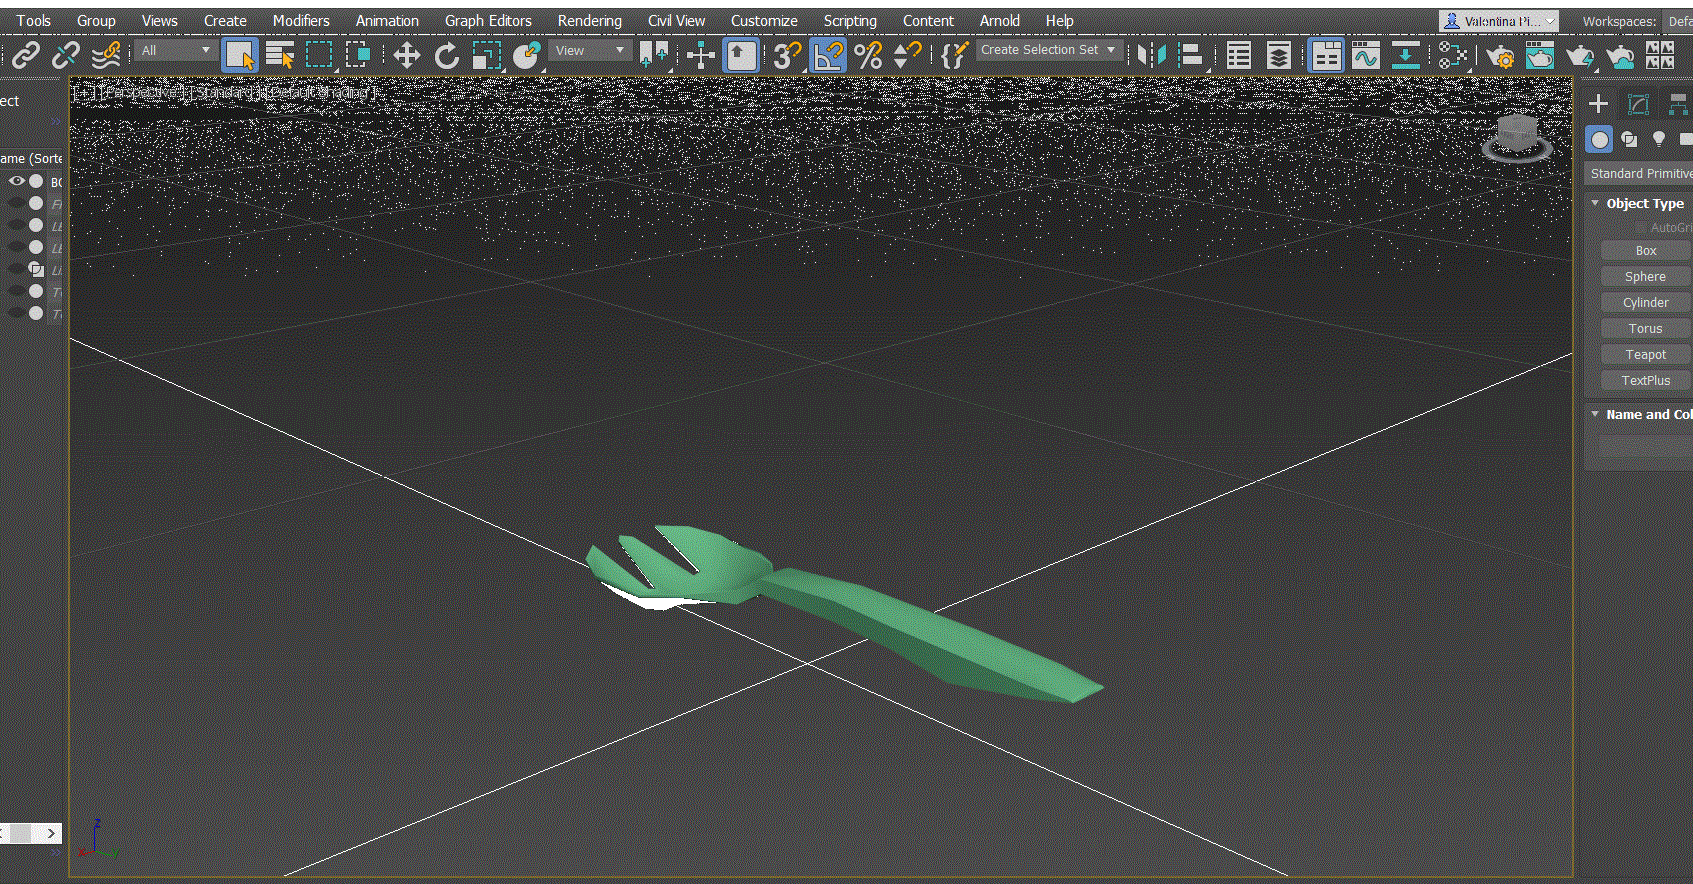 Tools Group Views Create Modifiers Animation Graph Editors Rendering Civil View Customize Scripting Content Arnold Help Valentina Pi... Workspaces: Defa
All View 3 % Create Selection Set
[+] [Perspective] [Standard] [Default Shading]
ect
ame (Sorte
Standard Primitive
Object Type
AutoGri
Box
Sphere
Cylinder
Torus
Teapot
TextPlus
Name and Col
z
x